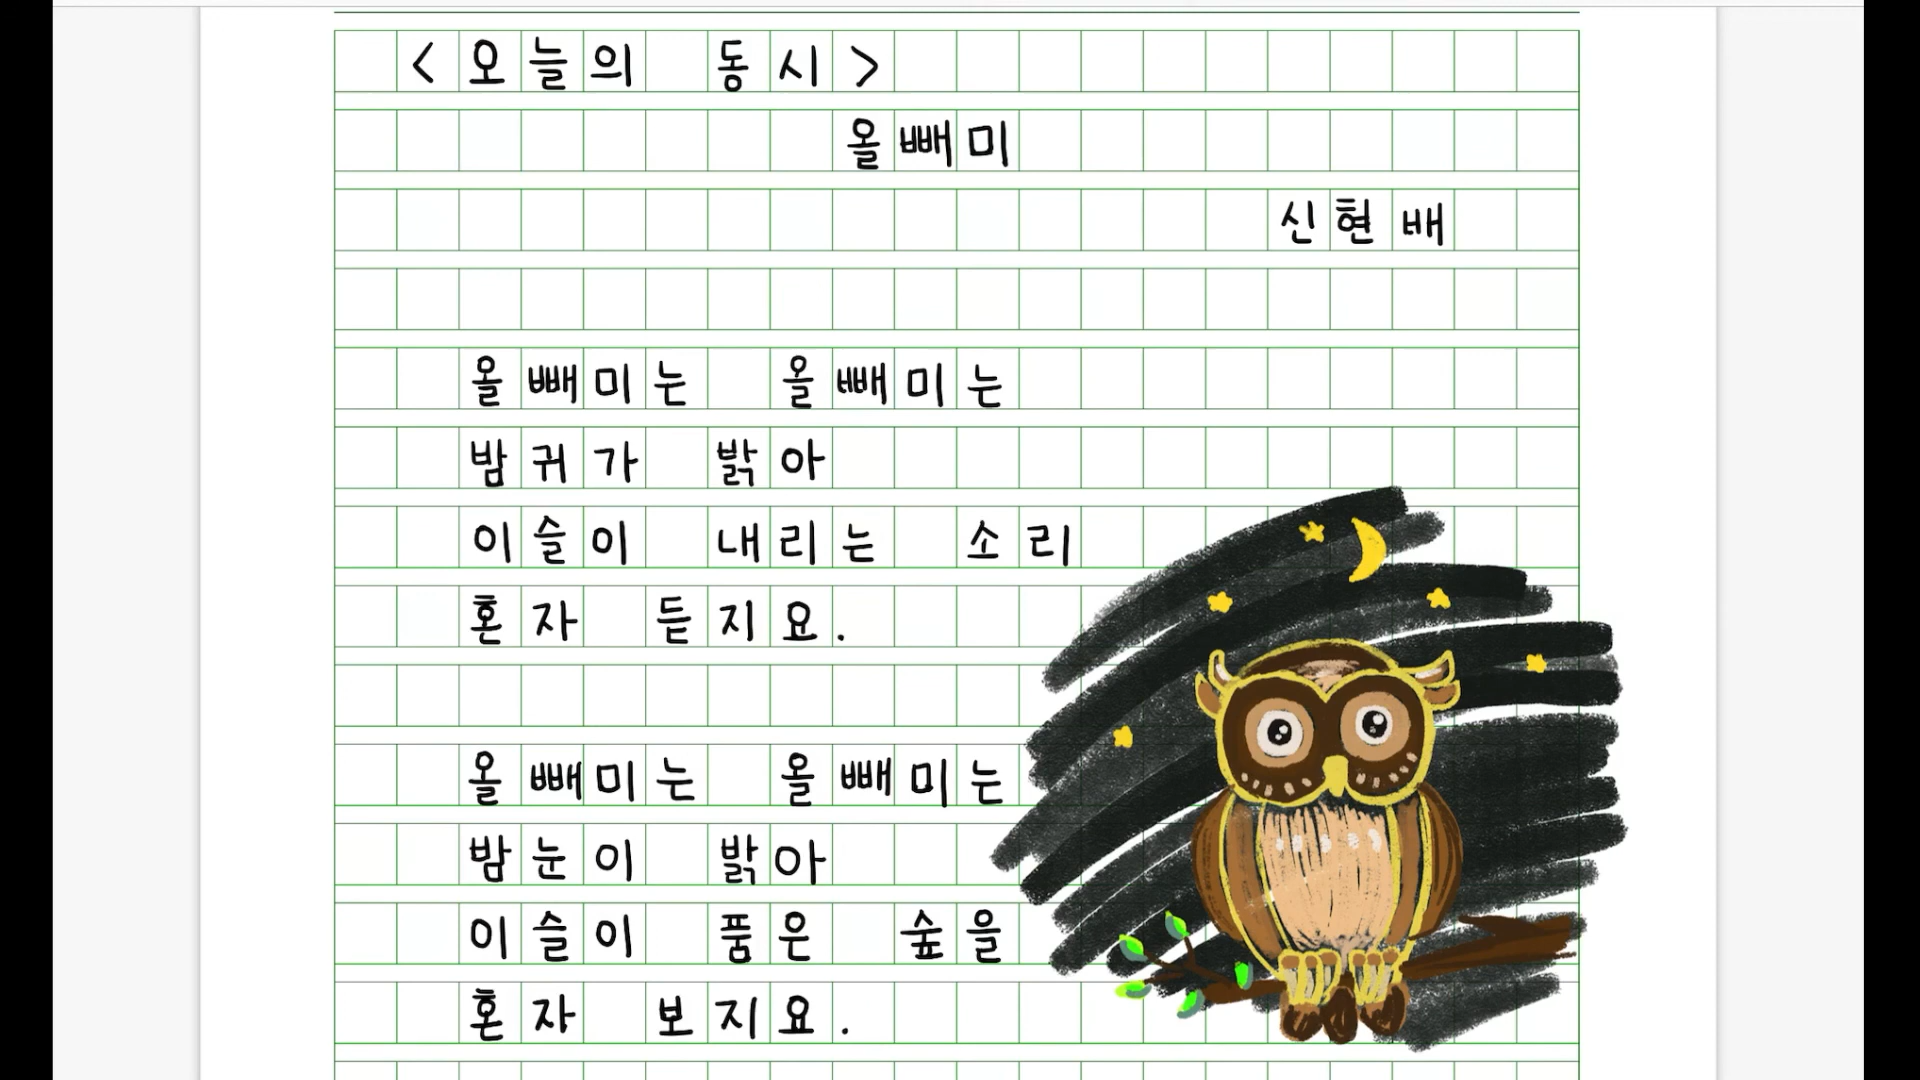 <오늘의 동시>
올빼미
신현배
올빼미는 올빼미는
밤귀가 밝아
이슬이 내리는 소리
혼자 듣지요.
올빼미는 올빼미는
밤눈이 밝아
이슬이 품은 숲을
혼자 보지요.